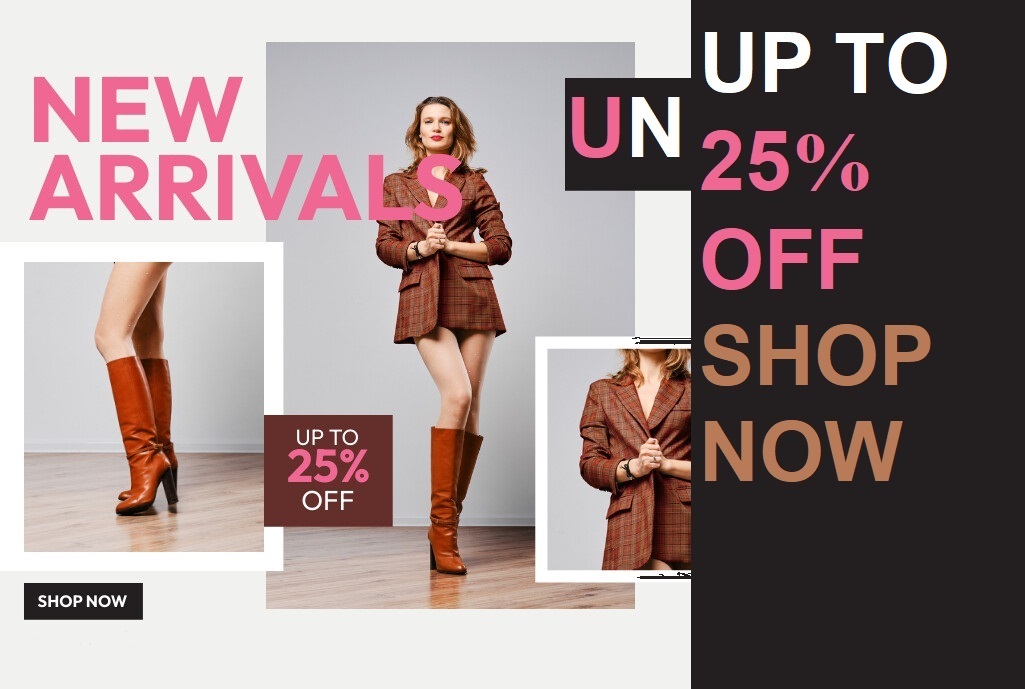 NEW
ARRIVALS
UP TO
25%
OFF
SHOP NOW
UN
UP TO
25%
OFF
SHOP
NOW